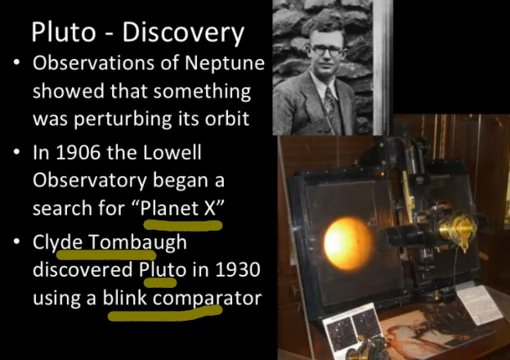 Pluto - Discovery
• Observations of Neptune
showed that something
was perturbing its orbit
• In 1906 the Lowell
Observatory began a
search for “Planet X”
• Clyde Tombaugh
discovered Pluto in 1930
using a blink comparator